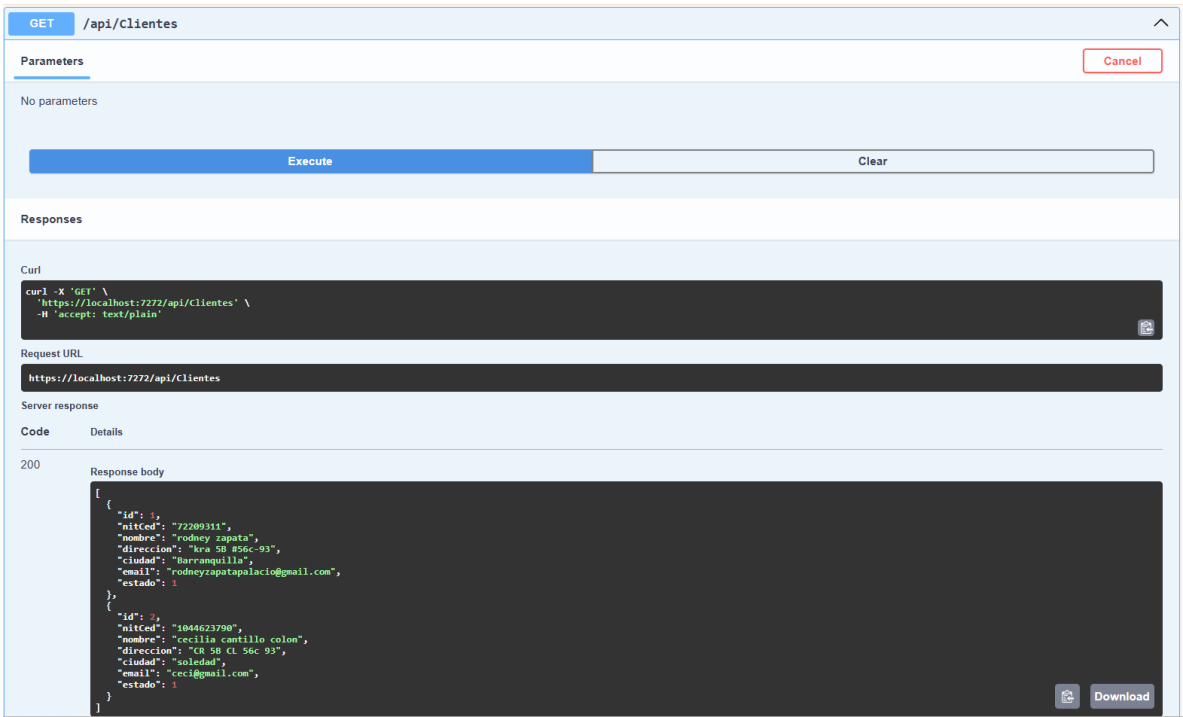 GET /api/Clientes
Parameters
Cancel
No parameters
Execute
Clear
Responses
Curl
curl -X 'GET' \
  'https://localhost:7272/api/Clientes' \
  -H 'accept: text/plain'
Request URL
https://localhost:7272/api/Clientes
Server response
Code Details
200
Response body
[
  {
    "id": 1,
    "nitCed": "72209311",
    "nombre": "rodney zapata",
    "direccion": "kra 5B #56c-93",
    "ciudad": "Barranquilla",
    "email": "rodneyzapatapalacio@gmail.com",
    "estado": 1
  },
  {
    "id": 2,
    "nitCed": "1044623790",
    "nombre": "cecilia cantillo colon",
    "direccion": "CR 5B CL 56c 93",
    "ciudad": "soledad",
    "email": "ceci@gmail.com",
    "estado": 1
  }
]
Download